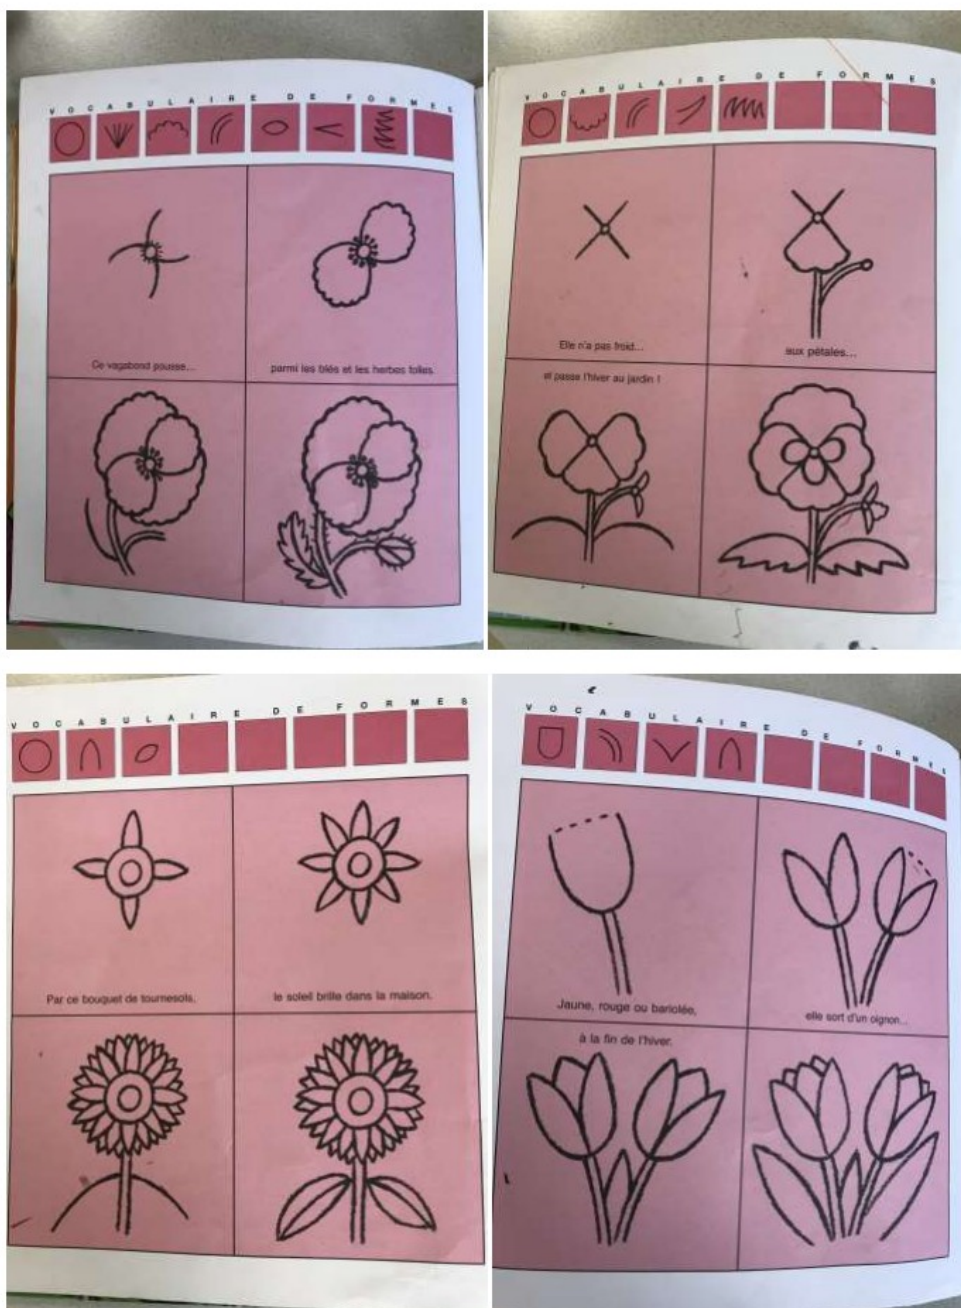 VOCABULAIRE DE FORMES
Ce vagabond pousse...
parmi les blés et les herbes folles.
VOCABULAIRE DE FORMES
Elle n'a pas froid...
aux pétales...
et passe l'hiver au jardin !
VOCABULAIRE DE FORMES
Par ce bouquet de tournesols,
le soleil brille dans la maison.
VOCABULAIRE DE FORMES
Jaune, rouge ou bariolée,
elle sort d'un oignon...
à la fin de l'hiver.